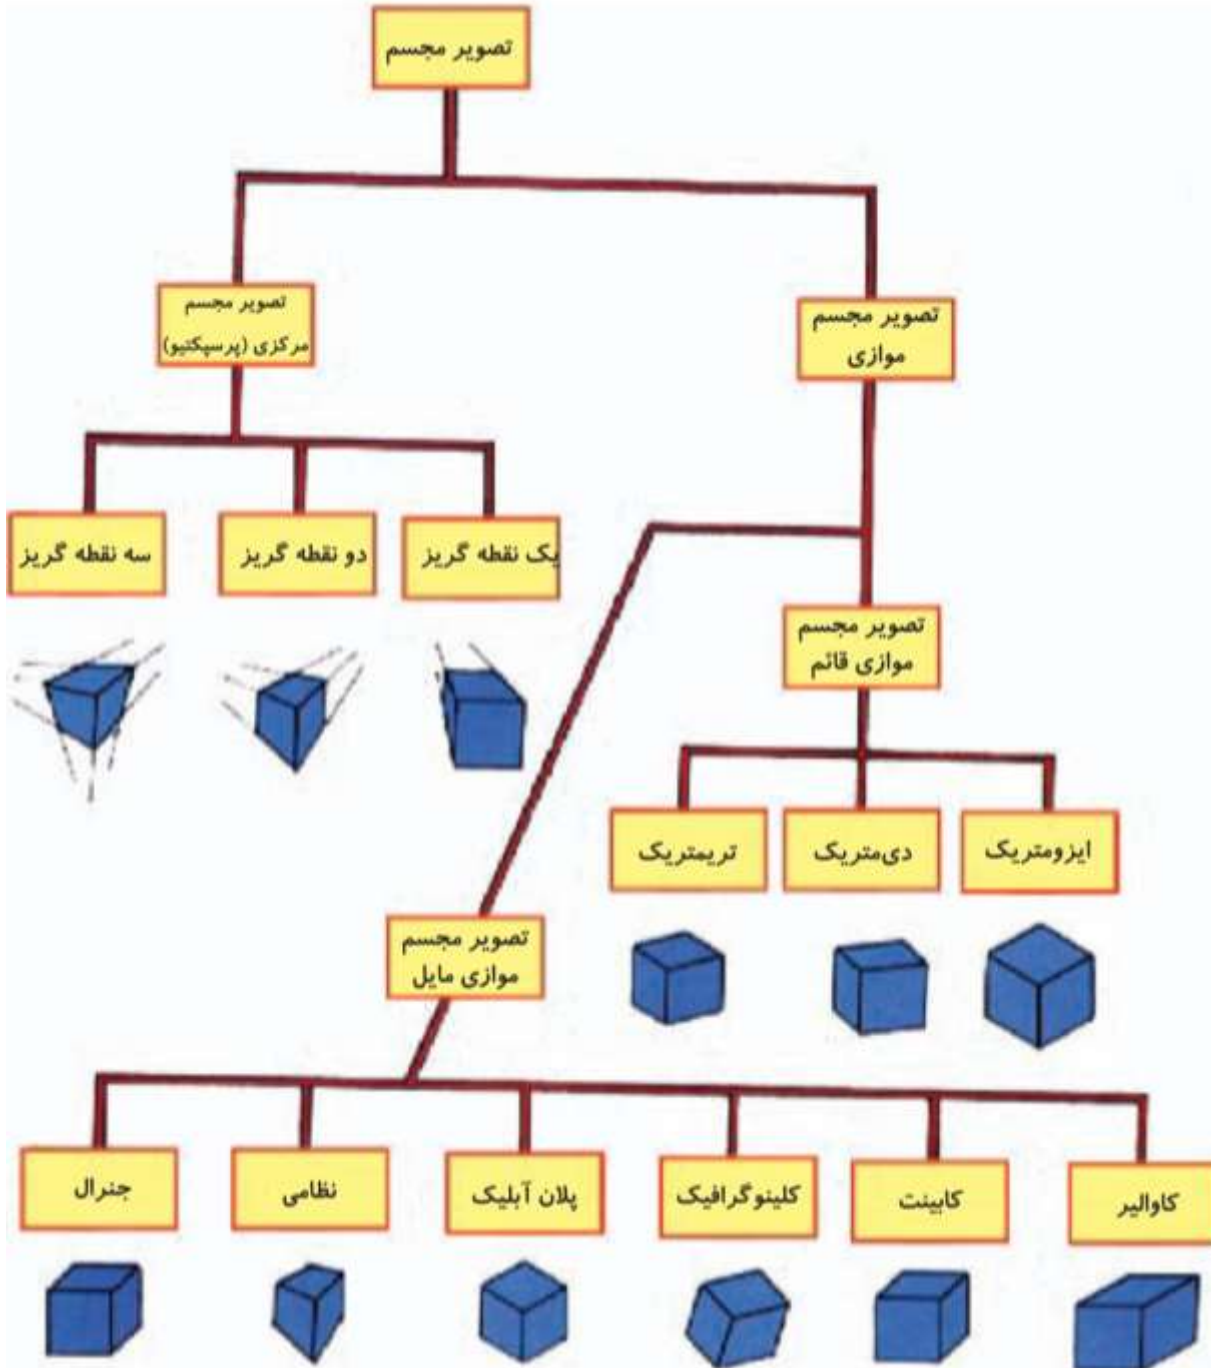 تصویر مجسم
تصویر مجسم
مرکزی (پرسپکتیو)
تصویر مجسم
موازی
یک نقطه گریز
دو نقطه گریز
سه نقطه گریز
تصویر مجسم
موازی قائم
ایزومتریک
دی‌متریک
تریمتریک
تصویر مجسم
موازی مایل
کاوالیر
کابینت
کلینوگرافیک
پلان آبلیک
نظامی
جنرال